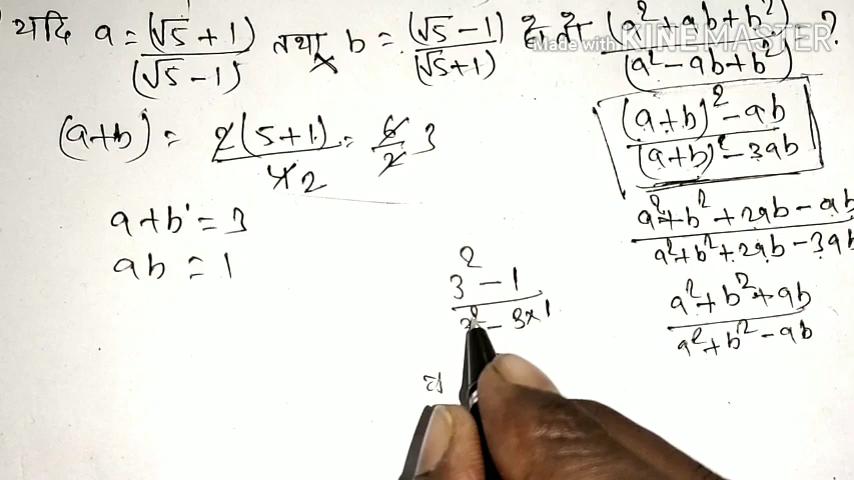 यदि a = (√5 + 1) / (√5 - 1) तथा b = (√5 - 1) / (√5 + 1) हो तो (a² + ab + b²) / (a² - ab + b²) = ?
Made with KINEMASTER
(a+b) = 2(5+1) / 4 2 = 6 / 2 3
(a+b)² - ab / (a+b)² - 3ab
a+b = 3
a² + b² + 2ab - ab / a² + b² + 2ab - 3ab
ab = 1
3² - 1 / 3² - 3×1
a² + b² + ab / a² + b² - ab